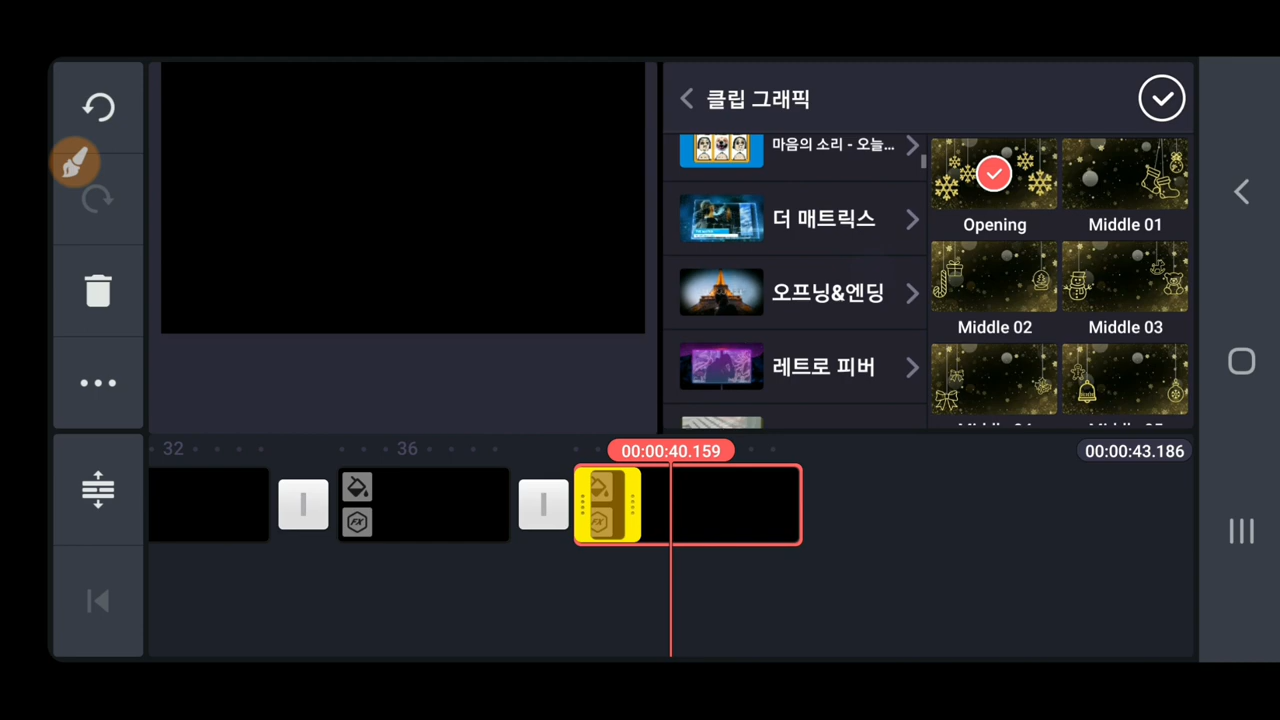 클립 그래픽
마음의 소리 - 오늘...
더 매트릭스
오프닝&엔딩
레트로 피버
Opening
Middle 01
Middle 02
Middle 03
32
36
00:00:40.159
00:00:43.186
FX
FX